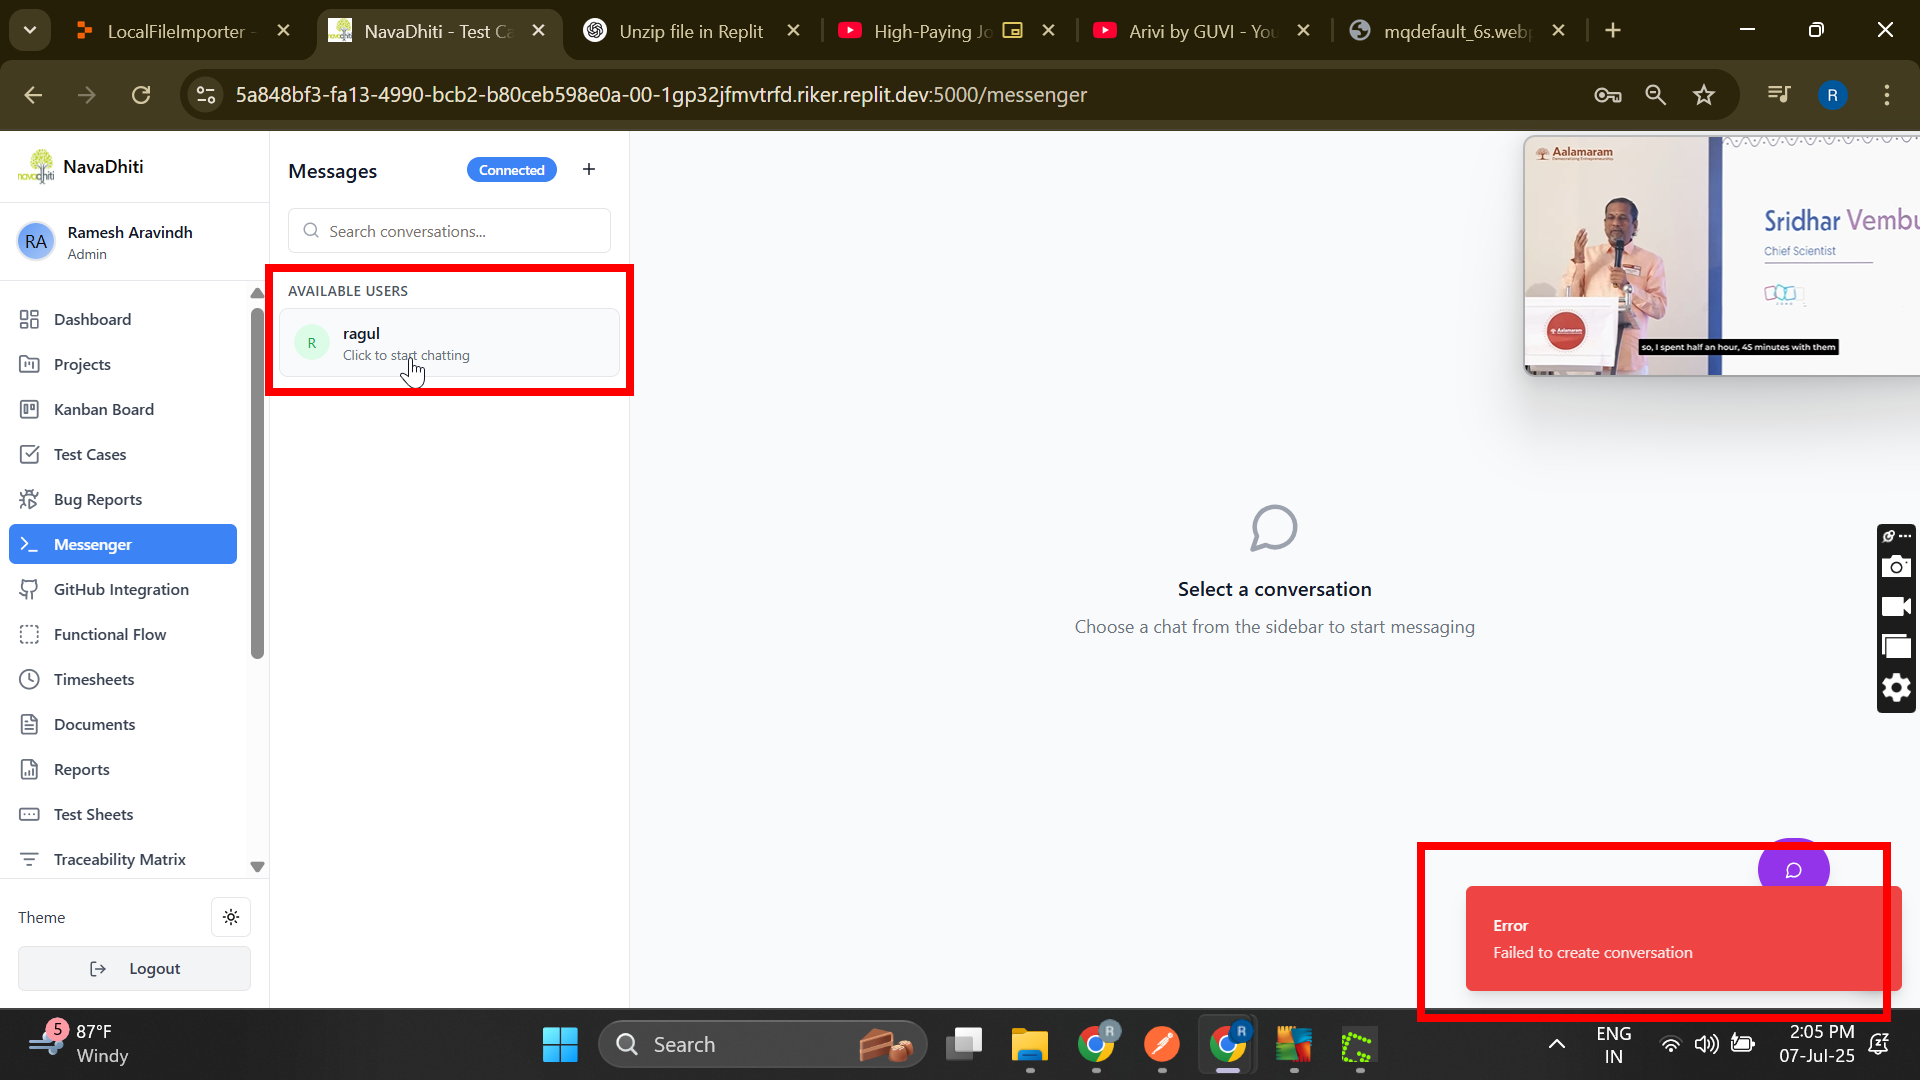 LocalFileImporter -
NavaDhiti - Test Ca
Unzip file in Replit
High-Paying Jo
Arivi by GUVI - You
mqdefault_6s.webp
5a848bf3-fa13-4990-bcb2-b80ceb598e0a-00-1gp32jfmvtrfd.riker.replit.dev:5000/messenger
R
navadhiti
NavaDhiti
RA
Ramesh Aravindh
Admin
Dashboard
Projects
Kanban Board
Test Cases
Bug Reports
Messenger
GitHub Integration
Functional Flow
Timesheets
Documents
Reports
Test Sheets
Traceability Matrix
Theme
Logout
Messages
Connected
+
Search conversations...
AVAILABLE USERS
R
ragul
Click to start chatting
Select a conversation
Choose a chat from the sidebar to start messaging
Aalamaram
Sridhar Vembu
Chief Scientist
Aalamaram
so, I spent half an hour, 45 minutes with them
Error
Failed to create conversation
5
87°F
Windy
Search
R
R
ENG
IN
2:05 PM
07-Jul-25